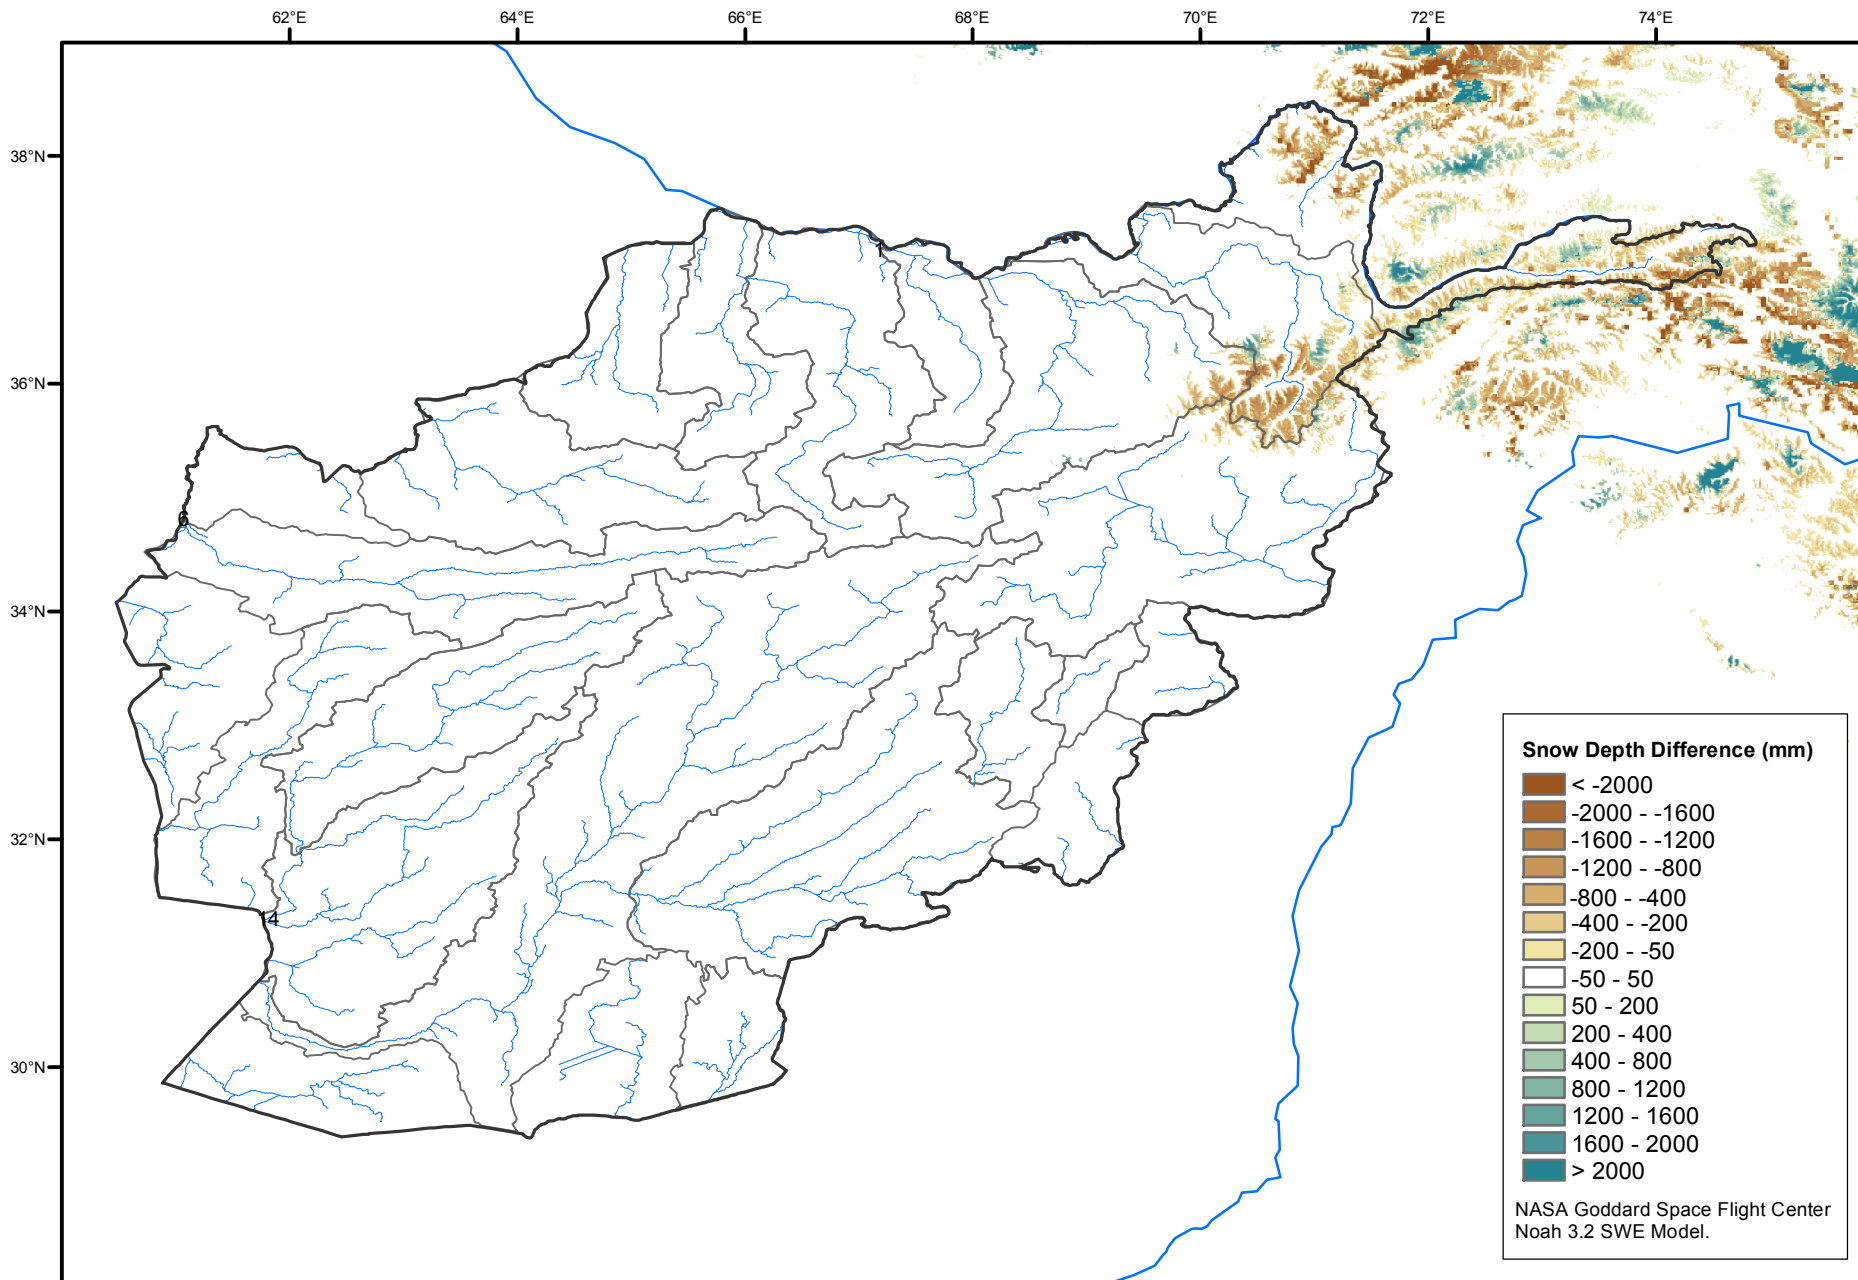 62°E 64°E 66°E 68°E 70°E 72°E 74°E
38°N
1
36°N
6
34°N
32°N
14
30°N
Snow Depth Difference (mm)
< -2000
-2000 - -1600
-1600 - -1200
-1200 - -800
-800 - -400
-400 - -200
-200 - -50
-50 - 50
50 - 200
200 - 400
400 - 800
800 - 1200
1200 - 1600
1600 - 2000
> 2000
NASA Goddard Space Flight Center
Noah 3.2 SWE Model.